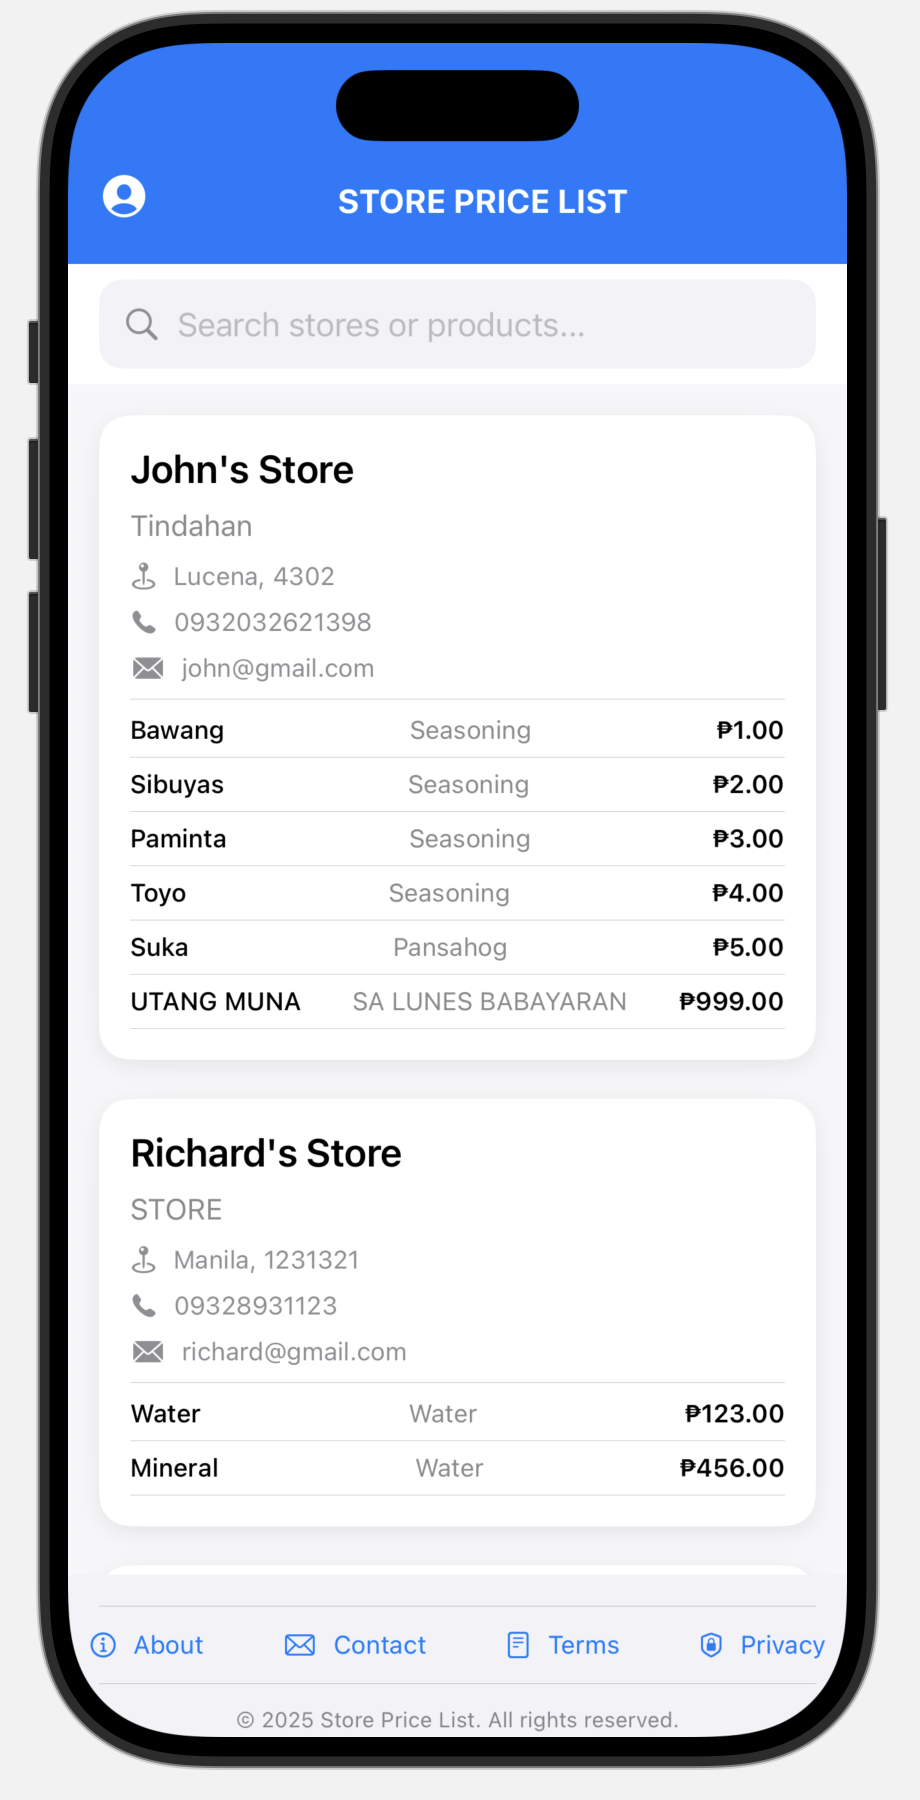 STORE PRICE LIST
Search stores or products...
John's Store
Tindahan
Lucena, 4302
0932032621398
john@gmail.com
Bawang Seasoning ₱1.00
Sibuyas Seasoning ₱2.00
Paminta Seasoning ₱3.00
Toyo Seasoning ₱4.00
Suka Pansahog ₱5.00
UTANG MUNA SA LUNES BABAYARAN ₱999.00
Richard's Store
STORE
Manila, 1231321
09328931123
richard@gmail.com
Water Water ₱123.00
Mineral Water ₱456.00
About Contact Terms Privacy
© 2025 Store Price List. All rights reserved.